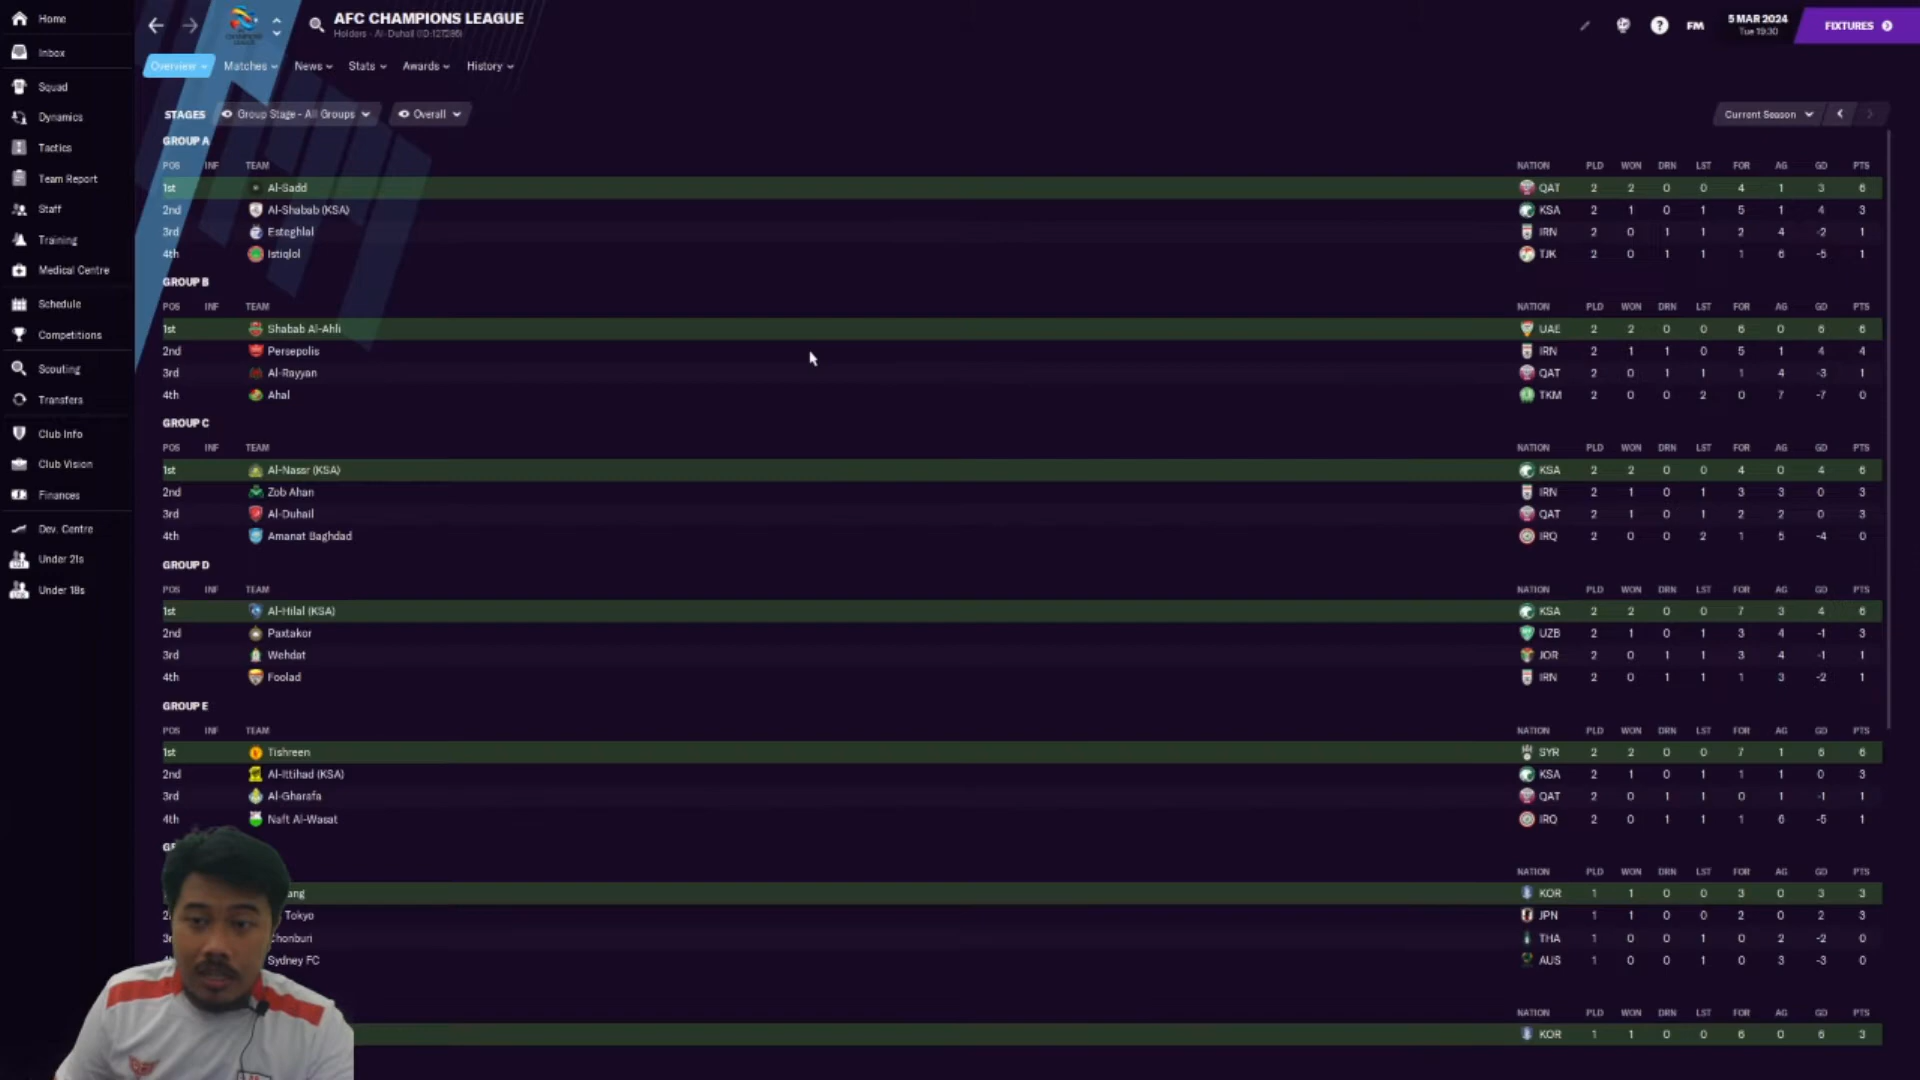 Home
Inbox
Squad
Dynamics
Tactics
Team Report
Staff
Training
Medical Centre
Schedule
Competitions
Scouting
Transfers
Club Info
Club Vision
Finances
Dev. Centre
Under 21s
Under 18s
AFC CHAMPIONS LEAGUE
Holders - Al-Duhail (ID:127286)
FM
5 MAR 2024
Tue 19:30
FIXTURES
Overview Matches News Stats Awards History
STAGES Group Stage - All Groups Overall Current Season
GROUP A
POS INF TEAM NATION PLD WON DRN LST FOR AG GD PTS
1st Al-Sadd QAT 2 2 0 0 4 1 3 6
2nd Al-Shabab (KSA) KSA 2 1 0 1 5 1 4 3
3rd Esteghlal IRN 2 0 1 1 2 4 -2 1
4th Istiqlol TJK 2 0 1 1 1 6 -5 1
GROUP B
POS INF TEAM NATION PLD WON DRN LST FOR AG GD PTS
1st Shabab Al-Ahli UAE 2 2 0 0 6 0 6 6
2nd Persepolis IRN 2 1 1 0 5 1 4 4
3rd Al-Rayyan QAT 2 0 1 1 1 4 -3 1
4th Ahal TKM 2 0 0 2 0 7 -7 0
GROUP C
POS INF TEAM NATION PLD WON DRN LST FOR AG GD PTS
1st Al-Nassr (KSA) KSA 2 2 0 0 4 0 4 6
2nd Zob Ahan IRN 2 1 0 1 3 3 0 3
3rd Al-Duhail QAT 2 1 0 1 2 2 0 3
4th Amanat Baghdad IRQ 2 0 0 2 1 5 -4 0
GROUP D
POS INF TEAM NATION PLD WON DRN LST FOR AG GD PTS
1st Al-Hilal (KSA) KSA 2 2 0 0 7 3 4 6
2nd Paxtakor UZB 2 1 0 1 3 4 -1 3
3rd Wehdat JOR 2 0 1 1 3 4 -1 1
4th Foolad IRN 2 0 1 1 1 3 -2 1
GROUP E
POS INF TEAM NATION PLD WON DRN LST FOR AG GD PTS
1st Tishreen SYR 2 2 0 0 7 1 6 6
2nd Al-Ittihad (KSA) KSA 2 1 0 1 1 1 0 3
3rd Al-Gharafa QAT 2 0 1 1 0 1 -1 1
4th Naft Al-Wasat IRQ 2 0 1 1 1 6 -5 1
NATION PLD WON DRN LST FOR AG GD PTS
ang KOR 1 1 0 0 3 0 3 3
Tokyo JPN 1 1 0 0 2 0 2 3
Chonburi THA 1 0 0 1 0 2 -2 0
Sydney FC AUS 1 0 0 1 0 3 -3 0
NATION PLD WON DRN LST FOR AG GD PTS
KOR 1 1 0 0 6 0 6 3